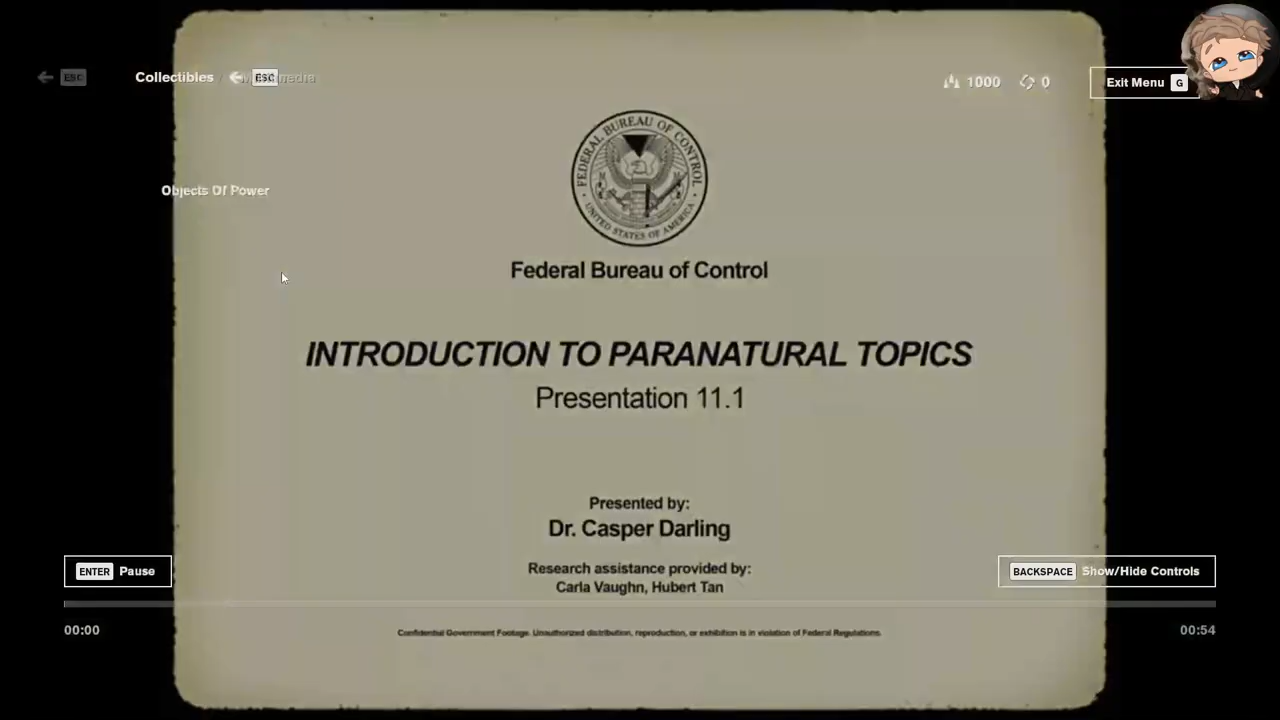 ESC
Collectibles
ESC
1000
0
Exit Menu G
FEDERAL BUREAU OF CONTROL
UNITED STATES OF AMERICA
Objects Of Power
Federal Bureau of Control
INTRODUCTION TO PARANATURAL TOPICS
Presentation 11.1
Presented by:
Dr. Casper Darling
Research assistance provided by:
Carla Vaughn, Hubert Tan
ENTER Pause
BACKSPACE Show/Hide Controls
00:00
00:54
Confidential Government Footage. Unauthorized distribution, reproduction, or exhibition is in violation of Federal Regulations.